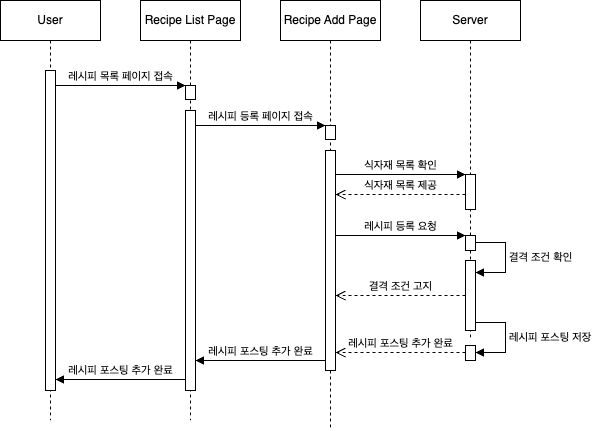 User
Recipe List Page
Recipe Add Page
Server
레시피 목록 페이지 접속
레시피 등록 페이지 접속
식자재 목록 확인
식자재 목록 제공
레시피 등록 요청
결격 조건 확인
결격 조건 고지
레시피 포스팅 저장
레시피 포스팅 추가 완료
레시피 포스팅 추가 완료
레시피 포스팅 추가 완료